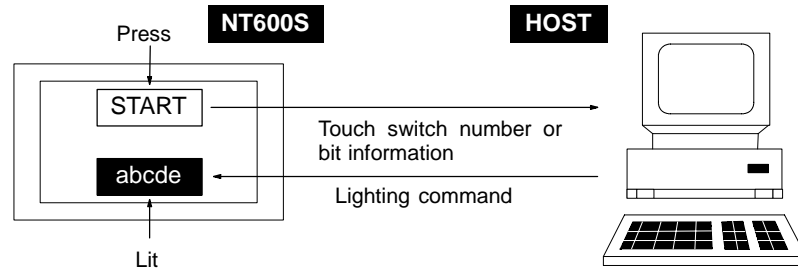 NT600S
HOST
Press
START
Touch switch number or
bit information
abcde
Lighting command
Lit